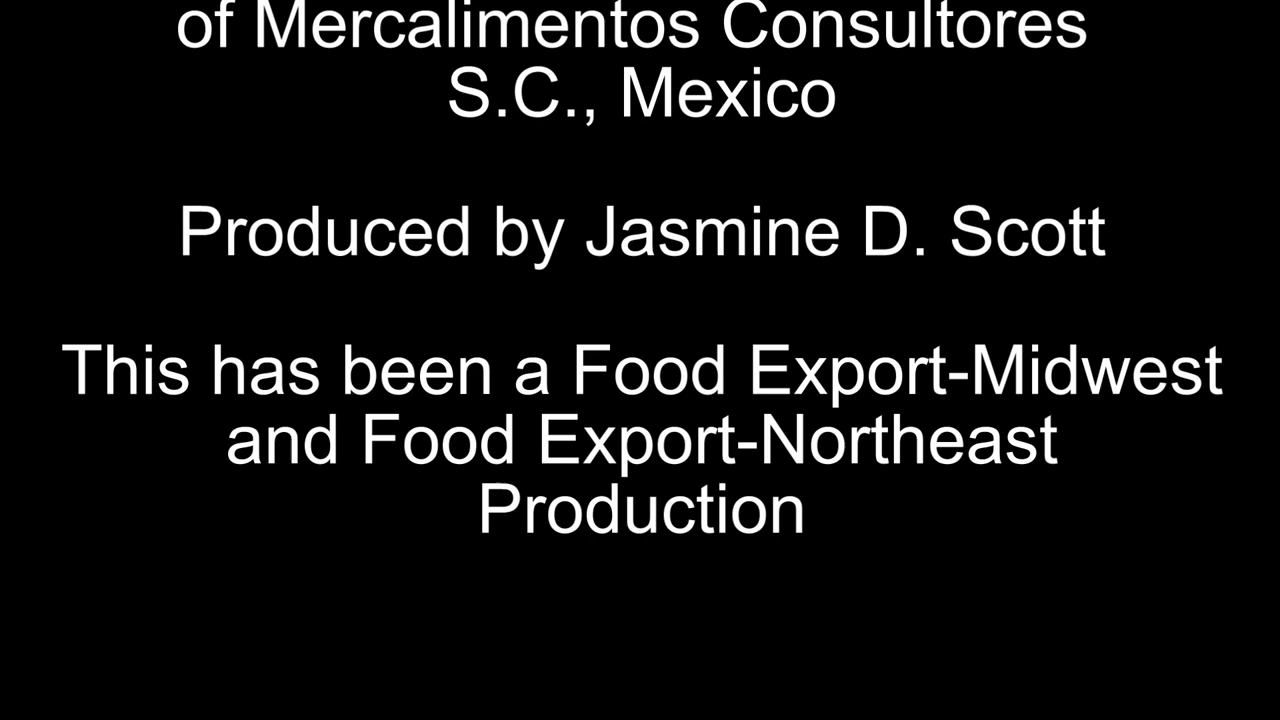 of Mercalimentos Consultores
S.C., Mexico
Produced by Jasmine D. Scott
This has been a Food Export-Midwest
and Food Export-Northeast
Production